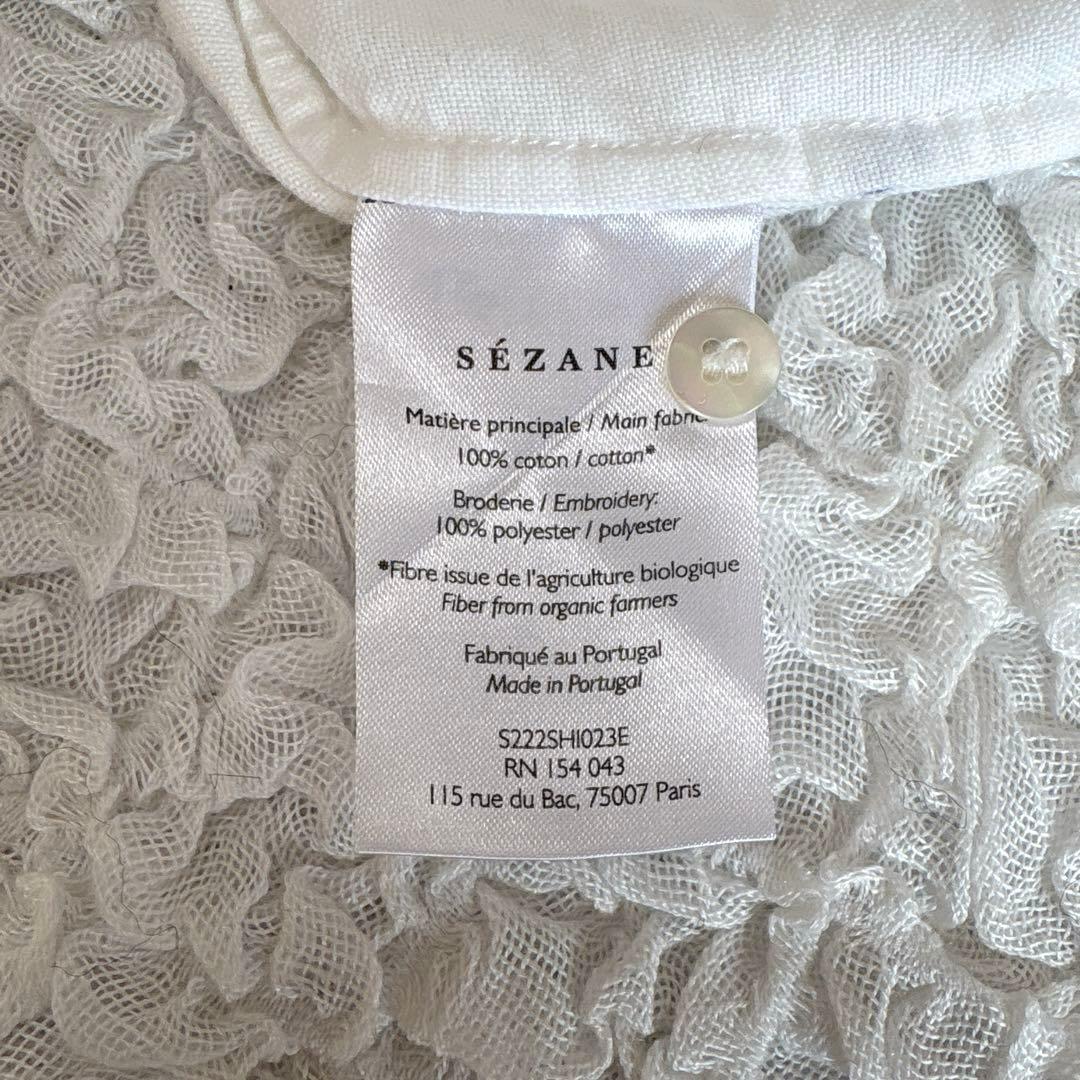 SÉZANE
Matière principale / Main fabric
100% coton / cotton*
Broderie / Embroidery:
100% polyester / polyester
*Fibre issue de l'agriculture biologique
Fiber from organic farmers
Fabriqué au Portugal
Made in Portugal
S222SHI023E
RN 154 043
115 rue du Bac, 75007 Paris